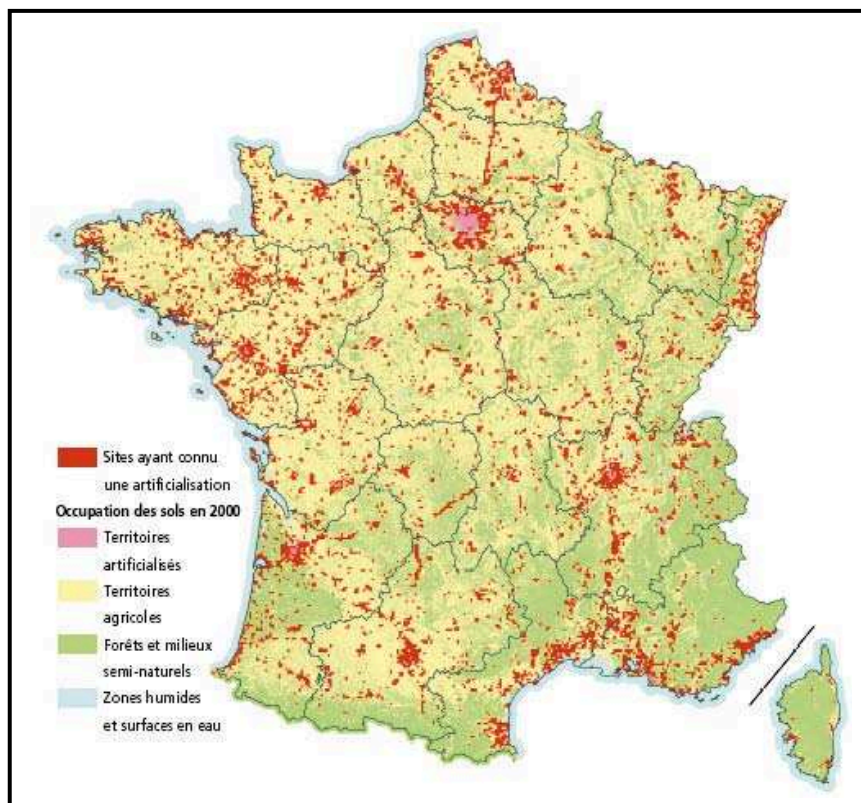 Sites ayant connu
une artificialisation
Occupation des sols en 2000
Territoires
artificialisés
Territoires
agricoles
Forêts et milieux
semi-naturels
Zones humides
et surfaces en eau